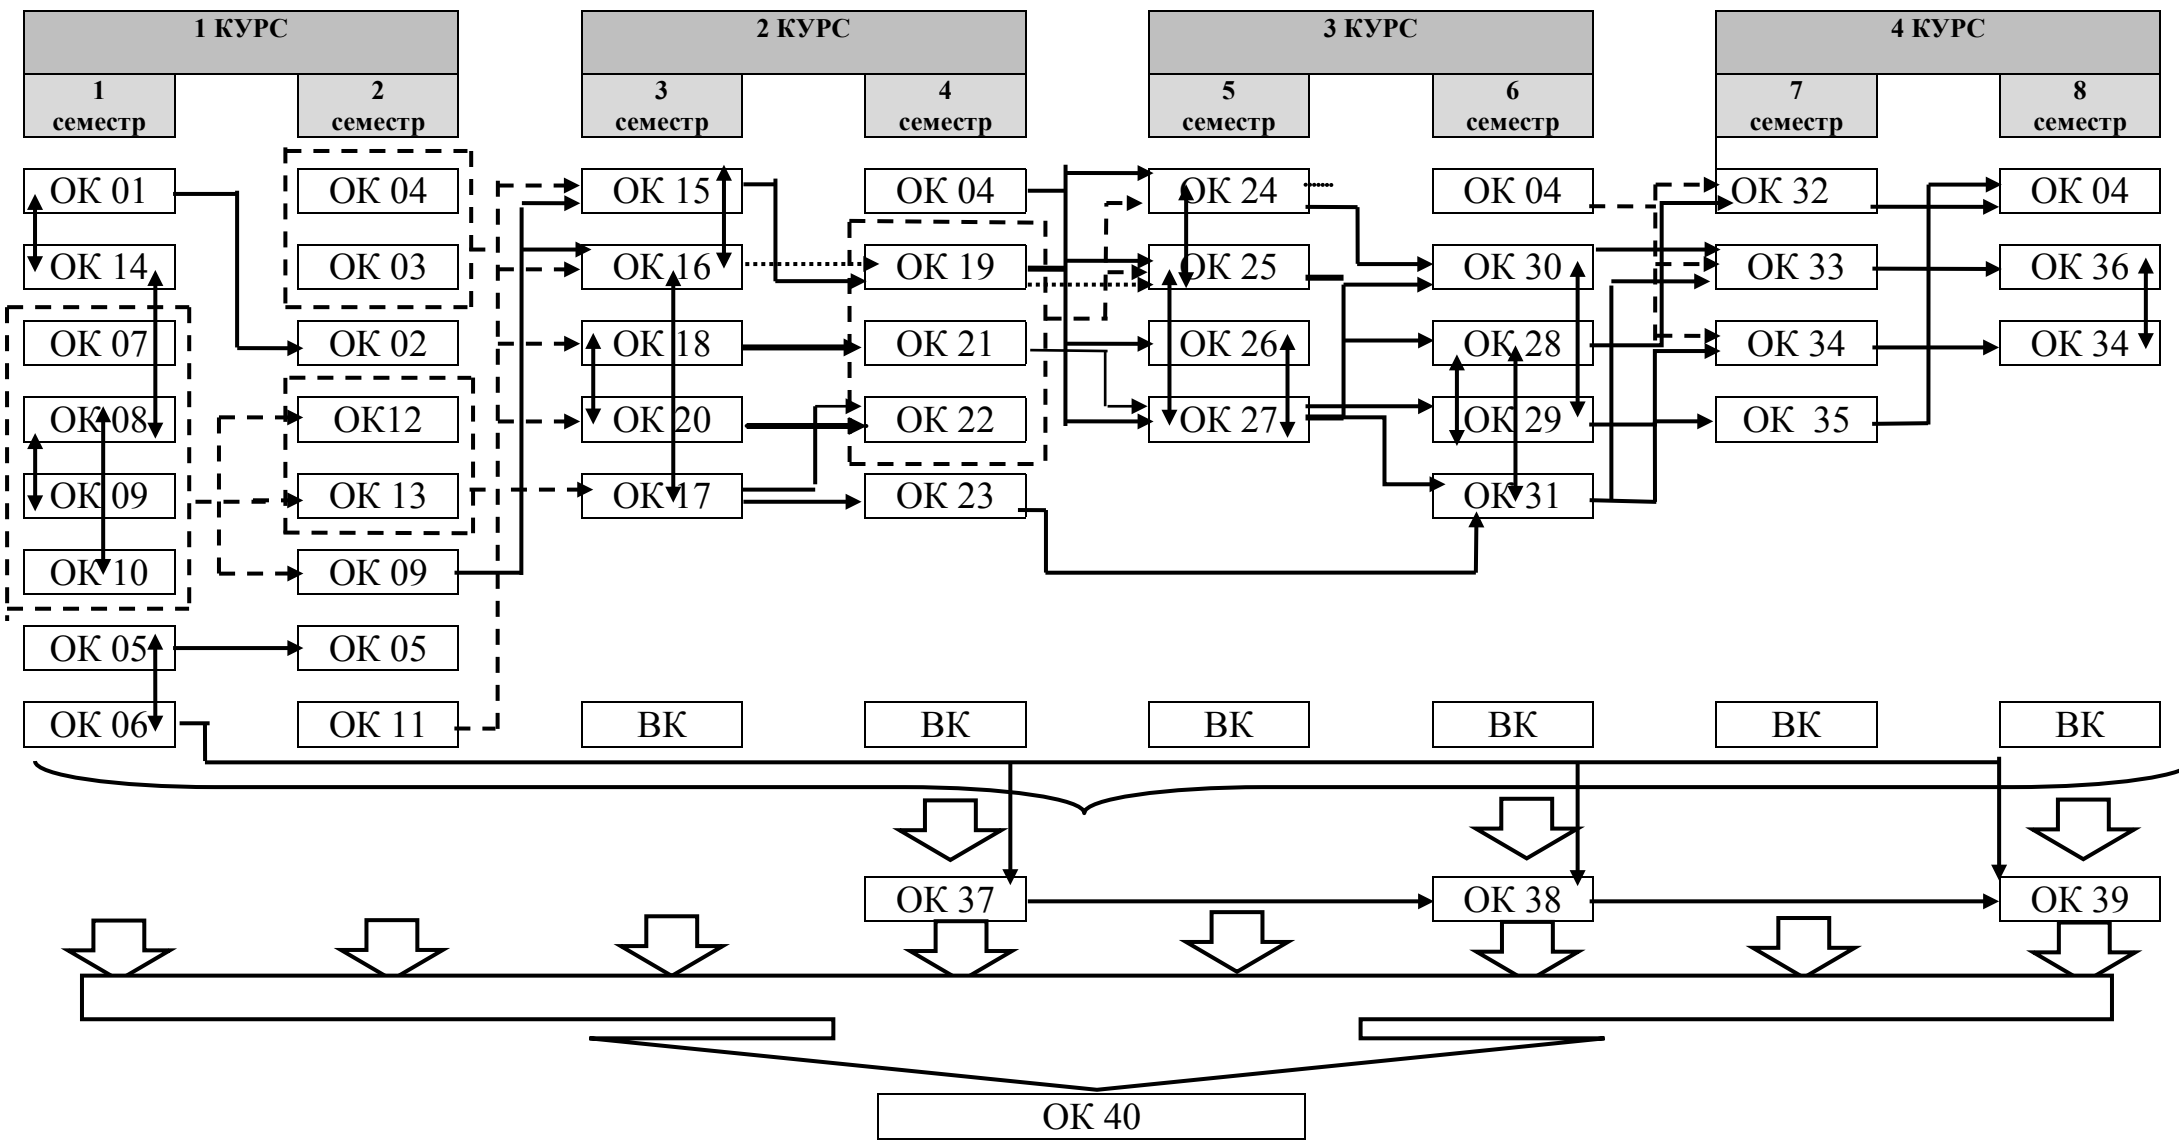 1 КУРС 2 КУРС 3 КУРС 4 КУРС
1 2 3 4 5 6 7 8
семестр семестр семестр семестр семестр семестр семестр семестр
ОК 01 ОК 04 ОК 15 ОК 04 ОК 24 ОК 04 ОК 32 ОК 04
ОК 14 ОК 03 ОК 16 ОК 19 ОК 25 ОК 30 ОК 33 ОК 36
ОК 07 ОК 02 ОК 18 ОК 21 ОК 26 ОК 28 ОК 34 ОК 34
ОК 08 ОК12 ОК 20 ОК 22 ОК 27 ОК 29 ОК 35
ОК 09 ОК 13 ОК 17 ОК 23 ОК 31
ОК 10 ОК 09
ОК 05 ОК 05
ОК 06 ОК 11 ВК ВК ВК ВК ВК ВК
ОК 37 ОК 38 ОК 39
ОК 40